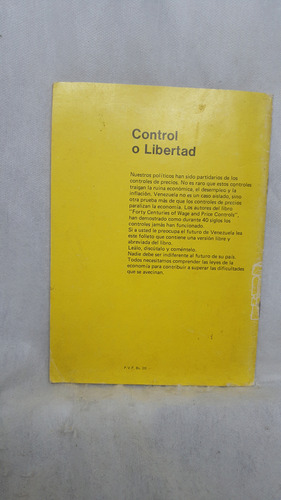 Control
o Libertad
Nuestros políticos han sido partidarios de los
controles de precios. No es raro que estos controles
traigan la ruina económica, el desempleo y la
inflación. Venezuela no es un caso aislado, sino
otra prueba más de que los controles de precios
paralizan la economía. Los autores del libro
"Forty Centuries of Wage and Price Controls",
han demostrado como durante 40 siglos los
controles jamás han funcionado.
Si a usted le preocupa el futuro de Venezuela lea
este folleto que contiene una versión libre y
abreviada del libro.
Léalo, discútalo y coméntelo.
Nadie debe ser indiferente al futuro de su país.
Todos necesitamos comprender las leyes de la
economía para contribuir a superar las dificultades
que se avecinan.
P.V.P. Bs.